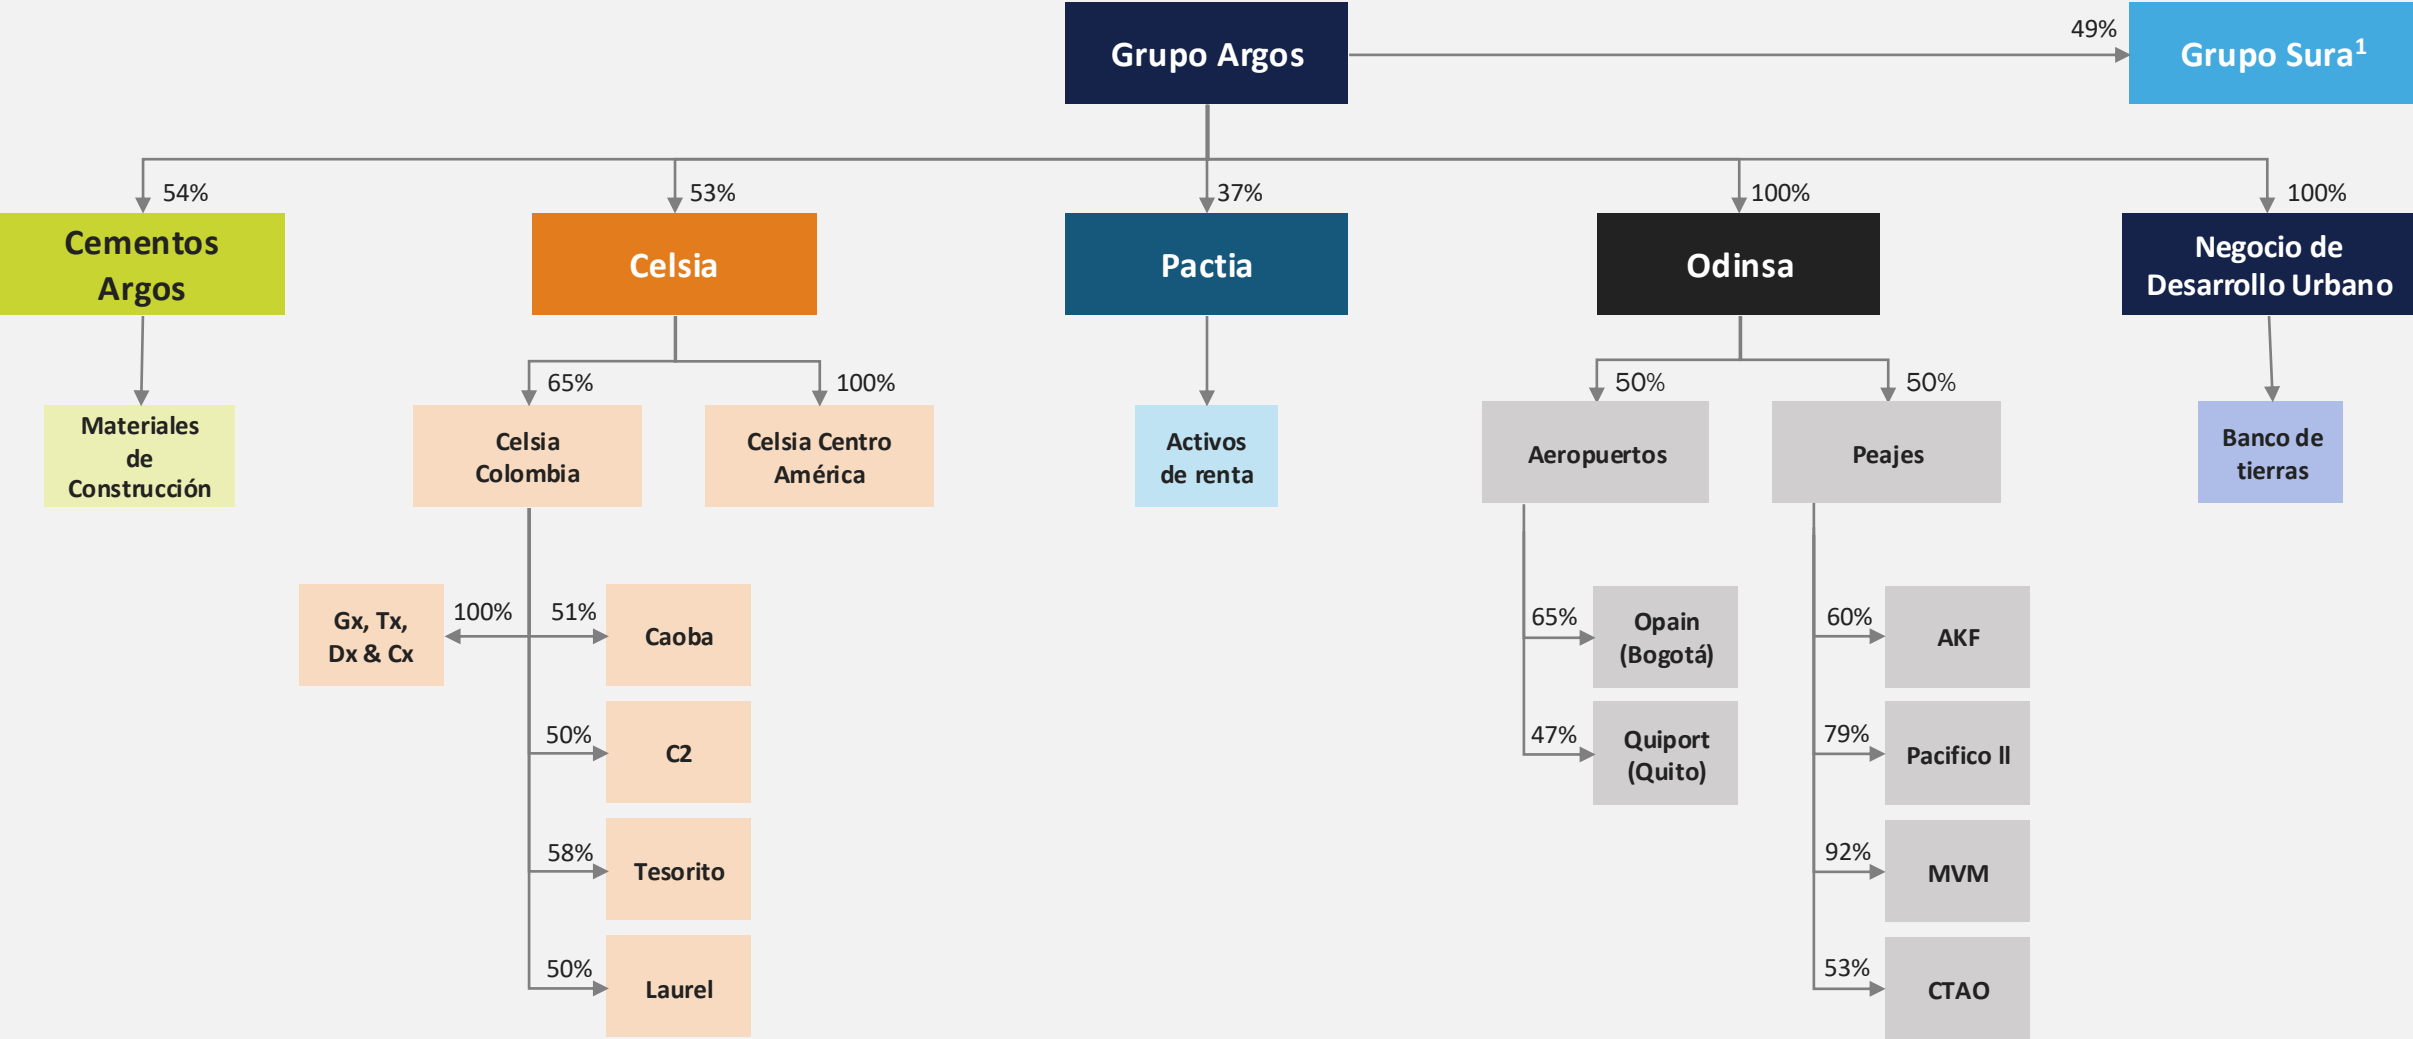 Grupo Argos
49%
Grupo Sura¹
54%
53%
37%
100%
100%
Cementos
Argos
Celsia
Pactia
Odinsa
Negocio de
Desarrollo Urbano
65%
100%
50%
50%
Materiales
de
Construcción
Celsia
Colombia
Celsia Centro
América
Activos
de renta
Aeropuertos
Peajes
Banco de
tierras
Gx, Tx,
Dx & Cx
100%
51%
Caoba
65%
Opain
(Bogotá)
60%
AKF
50%
C2
47%
Quiport
(Quito)
79%
Pacifico ll
58%
Tesorito
92%
MVM
50%
Laurel
53%
CTAO